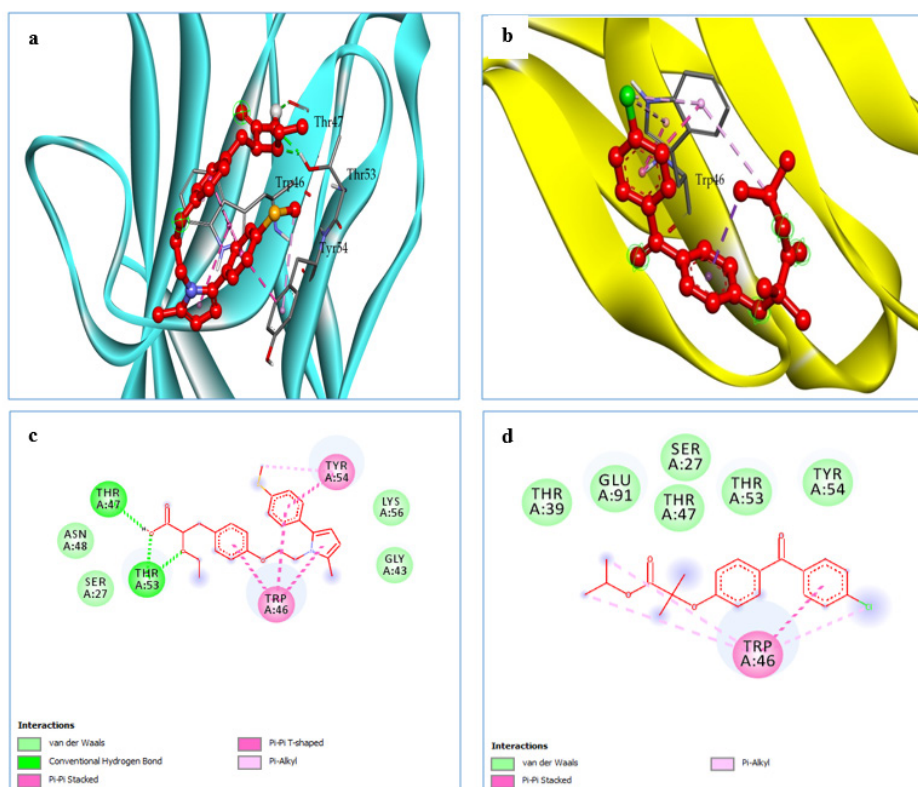 a
Thr47
Trp46
Thr53
Tyr54
b
Trp46
c
TYR
A:54
THR
A:47
LYS
A:56
ASN
A:48
GLY
A:43
THR
A:53
SER
A:27
TRP
A:46
Interactions
van der Waals
Conventional Hydrogen Bond
Pi-Pi Stacked
Pi-Pi T-shaped
Pi-Alkyl
d
SER
A:27
THR
A:39
GLU
A:91
THR
A:47
THR
A:53
TYR
A:54
TRP
A:46
Interactions
van der Waals
Pi-Pi Stacked
Pi-Alkyl